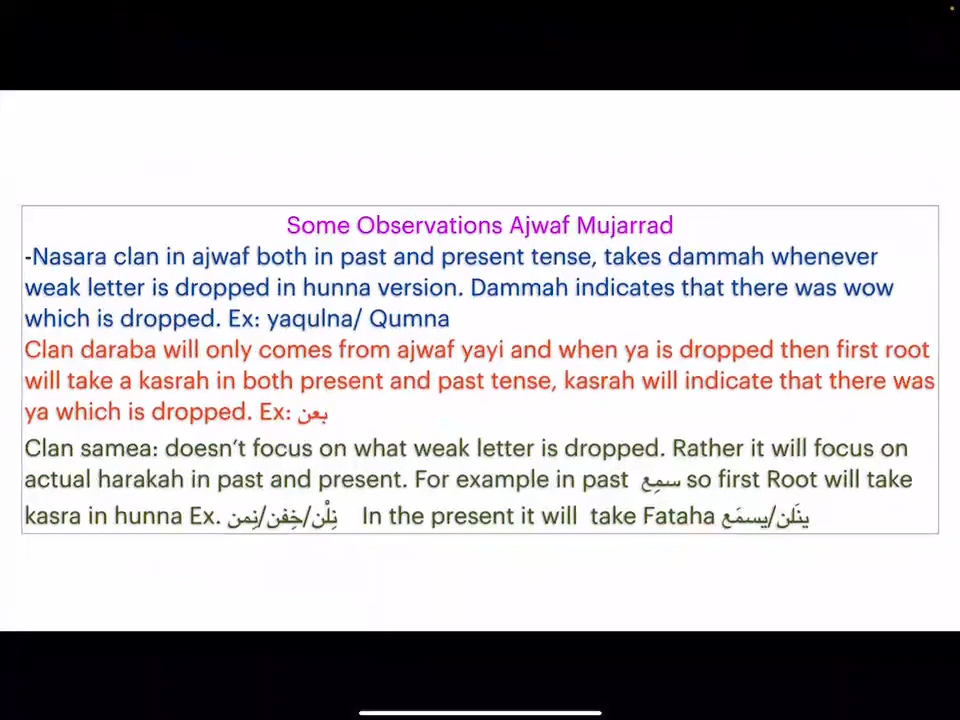 Some Observations Ajwaf Mujarrad
-Nasara clan in ajwaf both in past and present tense, takes dammah whenever
weak letter is dropped in hunna version. Dammah indicates that there was wow
which is dropped. Ex: yaqulna/ Qumna
Clan daraba will only comes from ajwaf yayi and when ya is dropped then first root
will take a kasrah in both present and past tense, kasrah will indicate that there was
ya which is dropped. Ex: بعن
Clan samea: doesn't focus on what weak letter is dropped. Rather it will focus on
actual harakah in past and present. For example in past سمِع so first Root will take
kasra in hunna Ex. نِلْن/خِفن/نِمن In the present it will take Fataha ينَلن/يسمَع